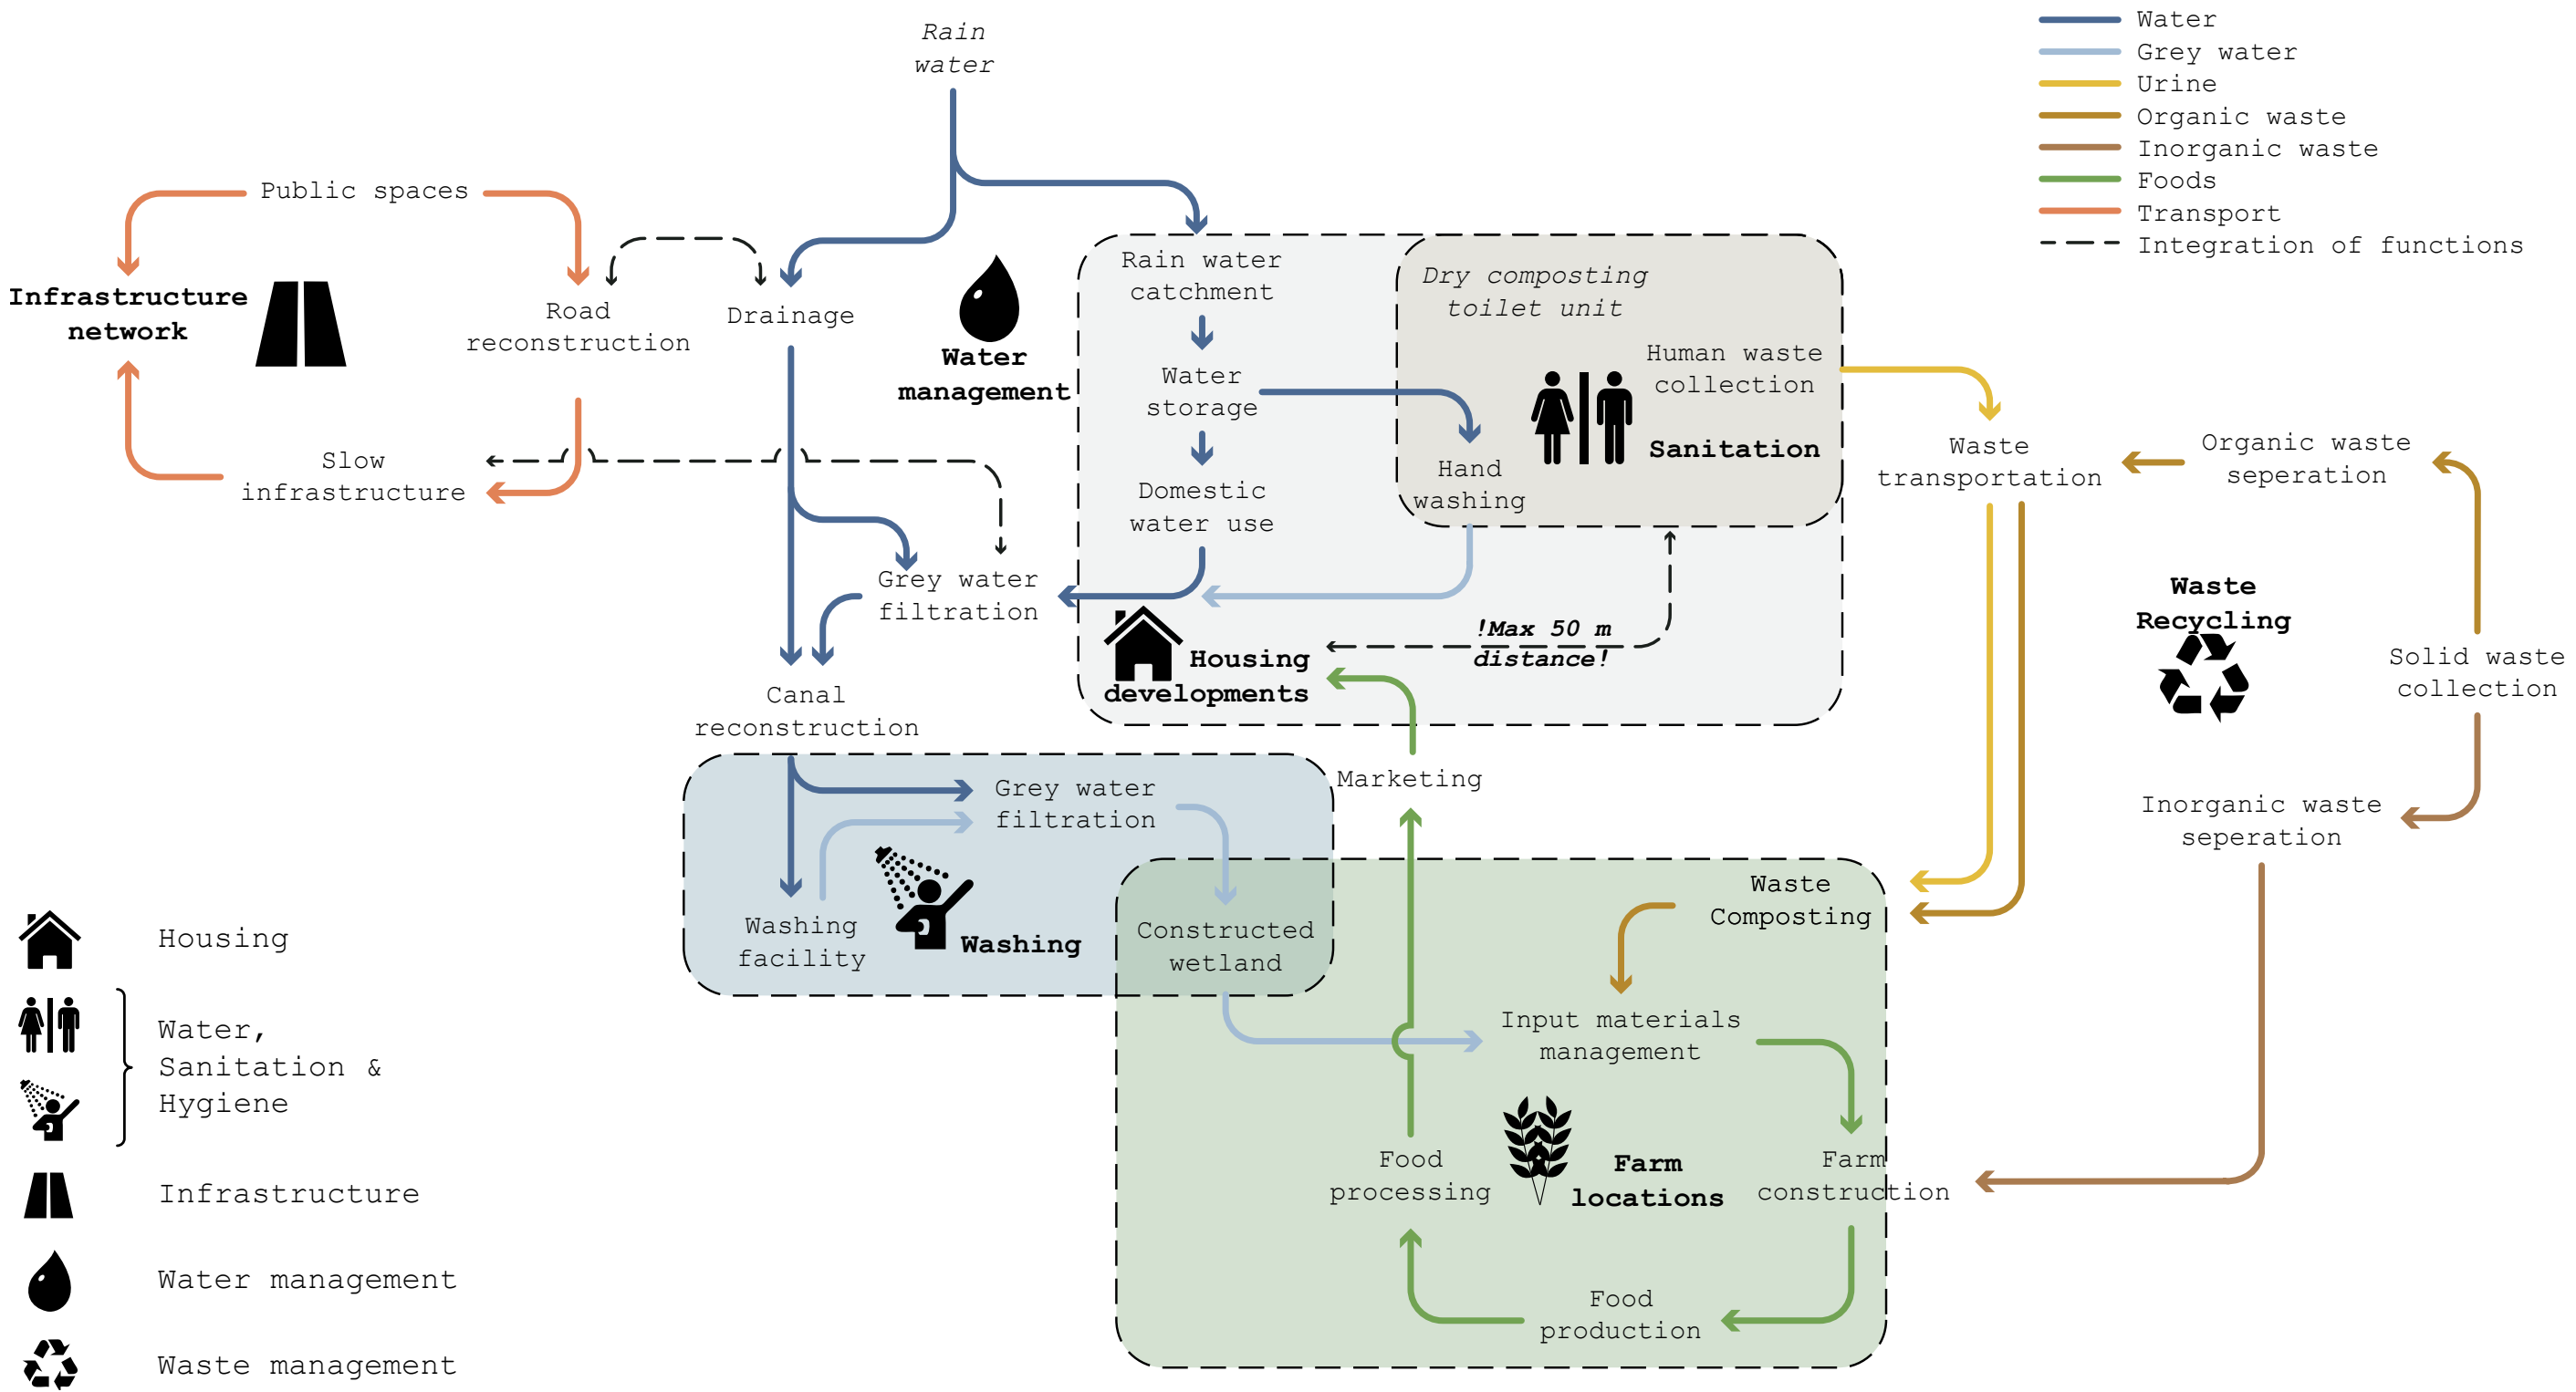 Rain
water
Water
Grey water
Urine
Organic waste
Inorganic waste
Foods
Transport
Integration of functions
Public spaces
Infrastructure
network
Road
reconstruction
Drainage
Slow
infrastructure
Water
management
Rain water
catchment
Water
storage
Domestic
water use
Dry composting
toilet unit
Human waste
collection
Sanitation
Hand
washing
Grey water
filtration
Housing
developments
!Max 50 m
distance!
Waste
transportation
Organic waste
seperation
Waste
Recycling
Solid waste
collection
Inorganic waste
seperation
Canal
reconstruction
Grey water
filtration
Washing
facility
Washing
Constructed
wetland
Marketing
Waste
Composting
Input materials
management
Food
processing
Farm
locations
Farm
construction
Food
production
Housing
Water,
Sanitation &
Hygiene
Infrastructure
Water management
Waste management